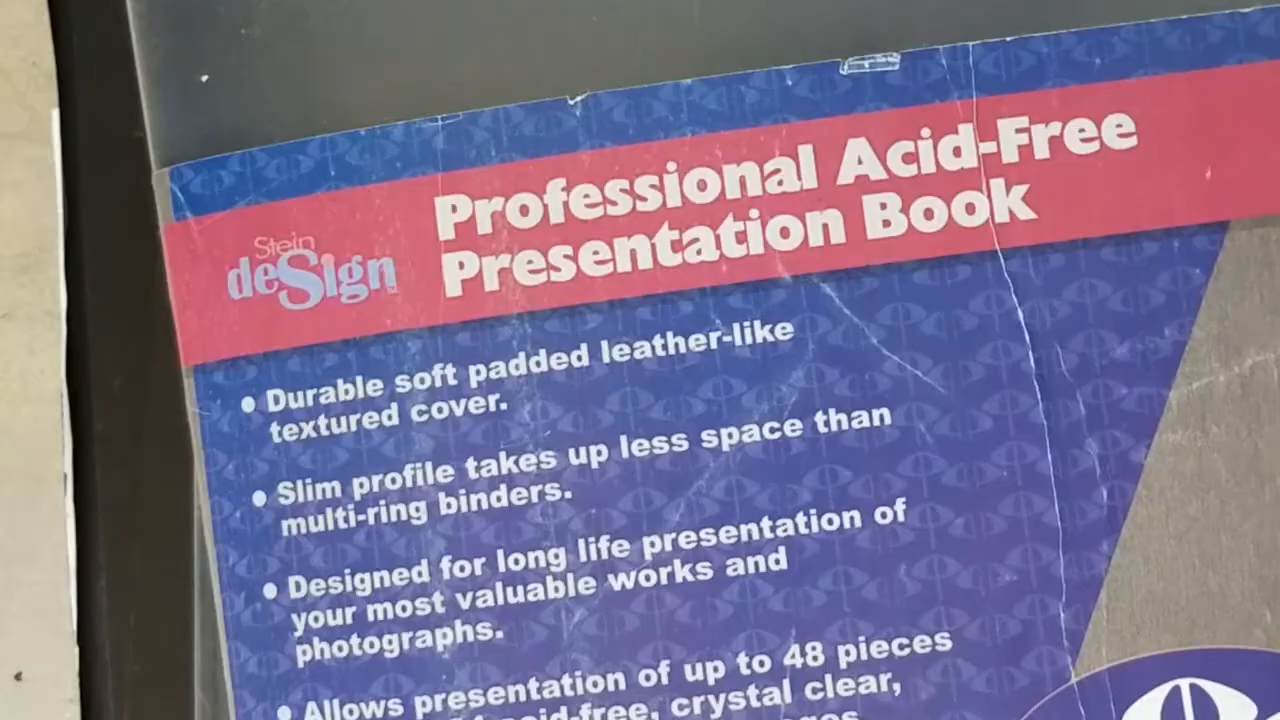 Professional Acid-Free
Presentation Book
Stein
deSign
• Durable soft padded leather-like
textured cover.
• Slim profile takes up less space than
multi-ring binders.
• Designed for long life presentation of
your most valuable works and
photographs.
• Allows presentation of up to 48 pieces
acid-free, crystal clear,